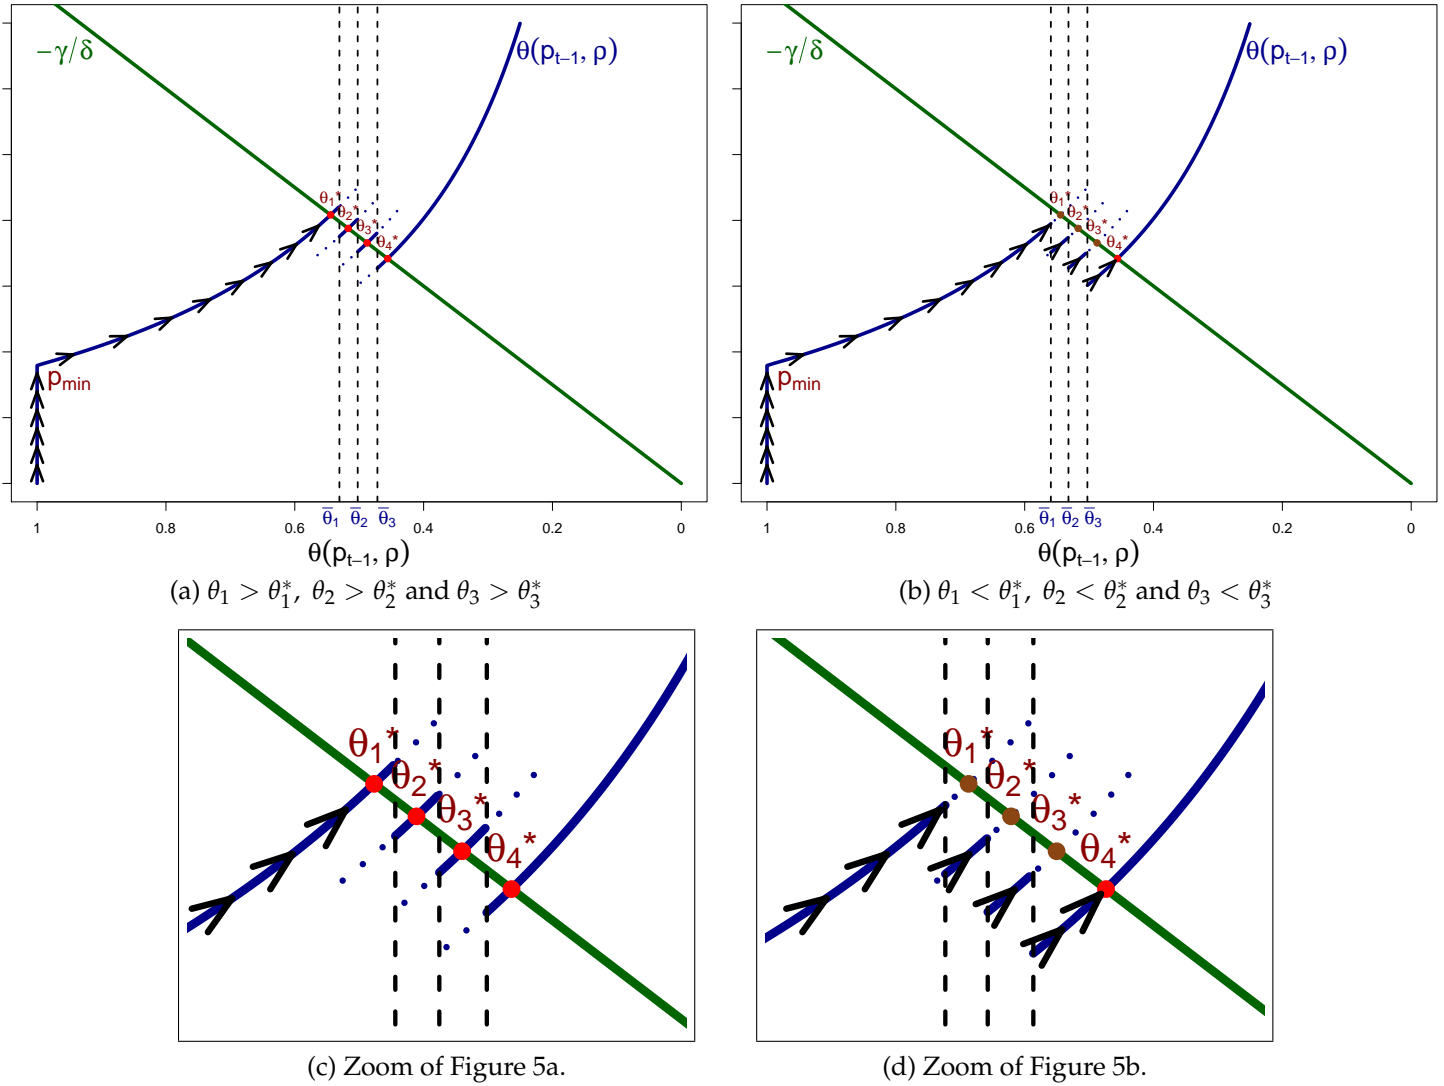 −γ/δ
θ(pₜ₋₁, ρ)
θ₁*
θ₂*
θ₃*
θ₄*
p_min
1 0.8 0.6 0.4 0.2 0
θ̅₁ θ̅₂ θ̅₃
θ(pₜ₋₁, ρ)
(a) θ₁ > θ₁*, θ₂ > θ₂* and θ₃ > θ₃*
−γ/δ
θ(pₜ₋₁, ρ)
θ₁*
θ₂*
θ₃*
θ₄*
p_min
1 0.8 0.6 0.4 0.2 0
θ̅₁ θ̅₂ θ̅₃
θ(pₜ₋₁, ρ)
(b) θ₁ < θ₁*, θ₂ < θ₂* and θ₃ < θ₃*
θ₁*
θ₂*
θ₃*
θ₄*
(c) Zoom of Figure 5a.
θ₁*
θ₂*
θ₃*
θ₄*
(d) Zoom of Figure 5b.